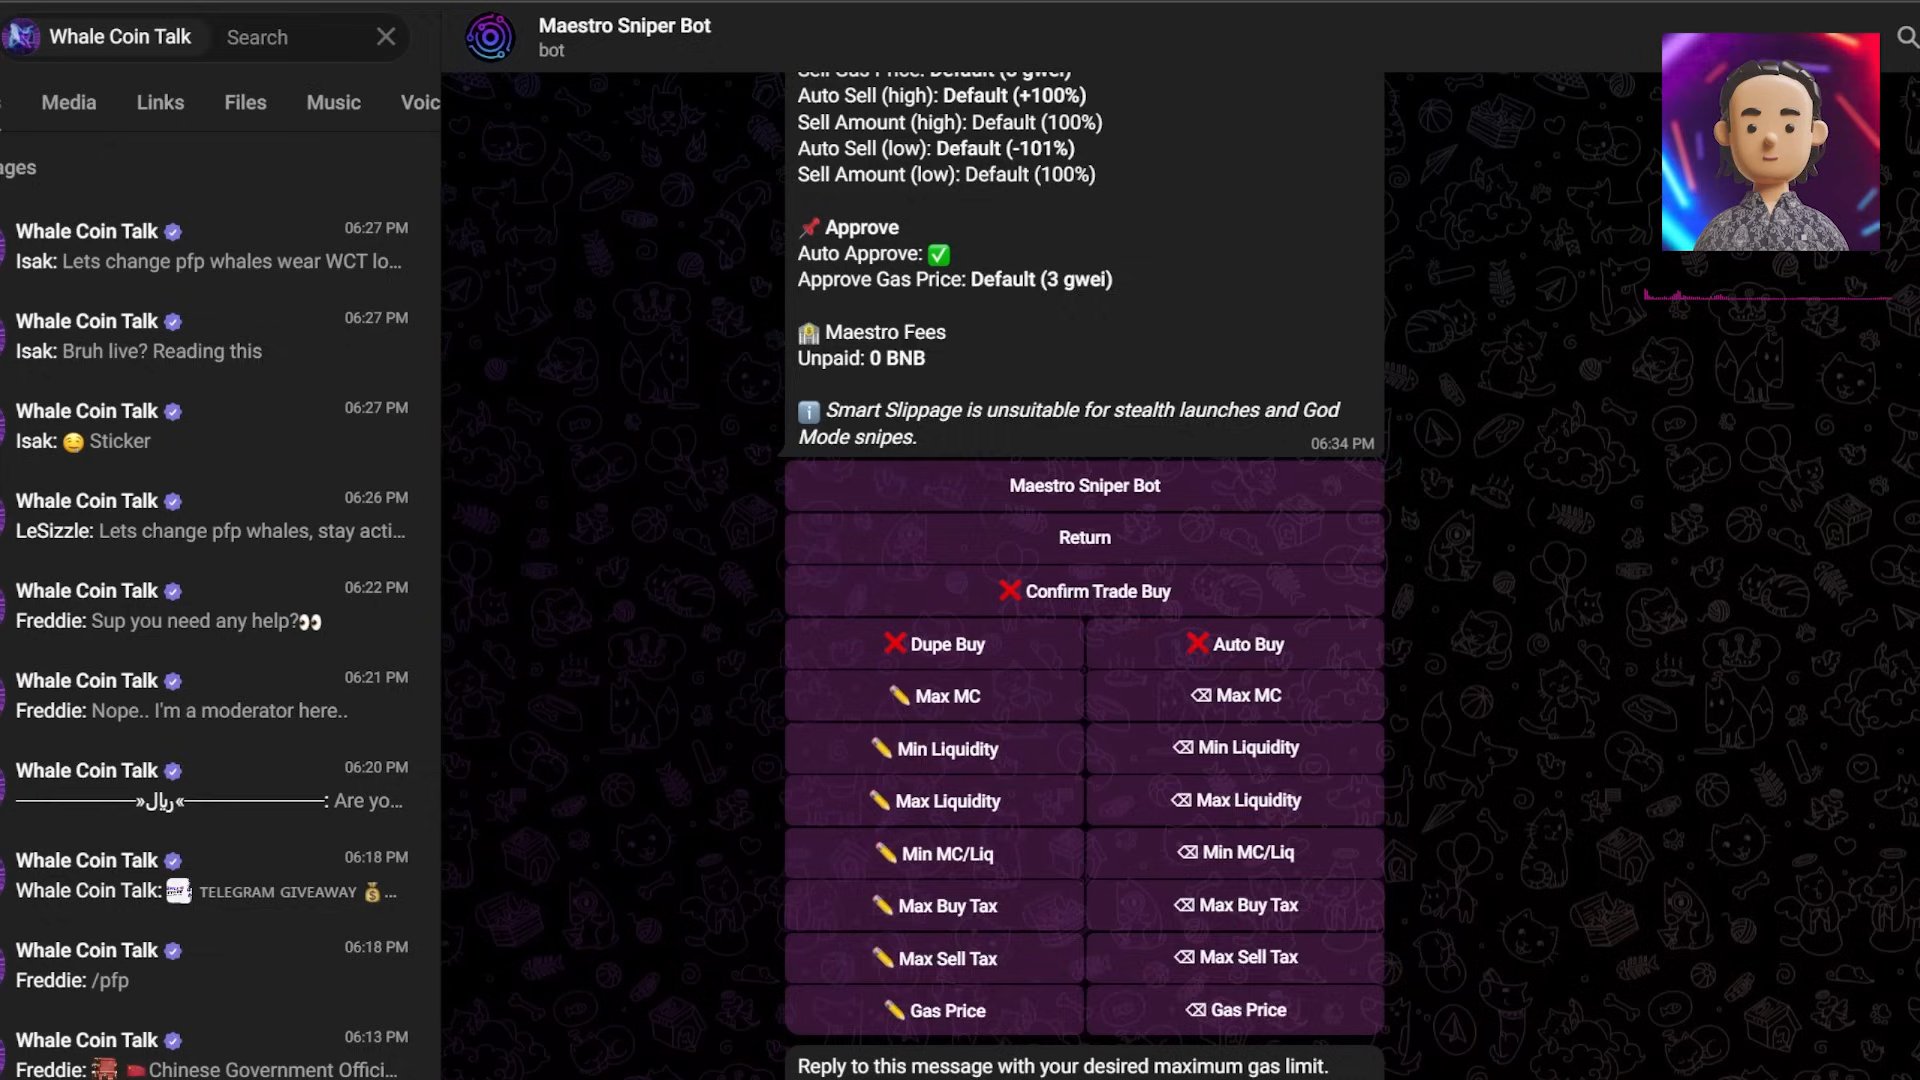 Whale Coin Talk
Search
Media
Links
Files
Music
Voic
ages
Whale Coin Talk
06:27 PM
Isak: Lets change pfp whales wear WCT lo...
Whale Coin Talk
06:27 PM
Isak: Bruh live? Reading this
Whale Coin Talk
06:27 PM
Isak: 🤤 Sticker
Whale Coin Talk
06:26 PM
LeSizzle: Lets change pfp whales, stay acti...
Whale Coin Talk
06:22 PM
Freddie: Sup you need any help?👀
Whale Coin Talk
06:21 PM
Freddie: Nope.. I'm a moderator here..
Whale Coin Talk
06:20 PM
————————»ریال«————————: Are yo...
Whale Coin Talk
06:18 PM
Whale Coin Talk: ᴛᴇʟᴇɢʀᴀᴍ ɢɪᴠᴇᴀᴡᴀʏ 💰...
Whale Coin Talk
06:18 PM
Freddie: /pfp
Whale Coin Talk
06:13 PM
Freddie: 🇨🇳Chinese Government Offici...
Maestro Sniper Bot
bot
Sell Gas Price: Default (3 gwei)
Auto Sell (high): Default (+100%)
Sell Amount (high): Default (100%)
Auto Sell (low): Default (-101%)
Sell Amount (low): Default (100%)
📌 Approve
Auto Approve: ✅
Approve Gas Price: Default (3 gwei)
🏦 Maestro Fees
Unpaid: 0 BNB
ℹ️ Smart Slippage is unsuitable for stealth launches and God
Mode snipes.
06:34 PM
Maestro Sniper Bot
Return
❌ Confirm Trade Buy
❌ Dupe Buy
❌ Auto Buy
✏️ Max MC
⌫ Max MC
✏️ Min Liquidity
⌫ Min Liquidity
✏️ Max Liquidity
⌫ Max Liquidity
✏️ Min MC/Liq
⌫ Min MC/Liq
✏️ Max Buy Tax
⌫ Max Buy Tax
✏️ Max Sell Tax
⌫ Max Sell Tax
✏️ Gas Price
⌫ Gas Price
Reply to this message with your desired maximum gas limit.